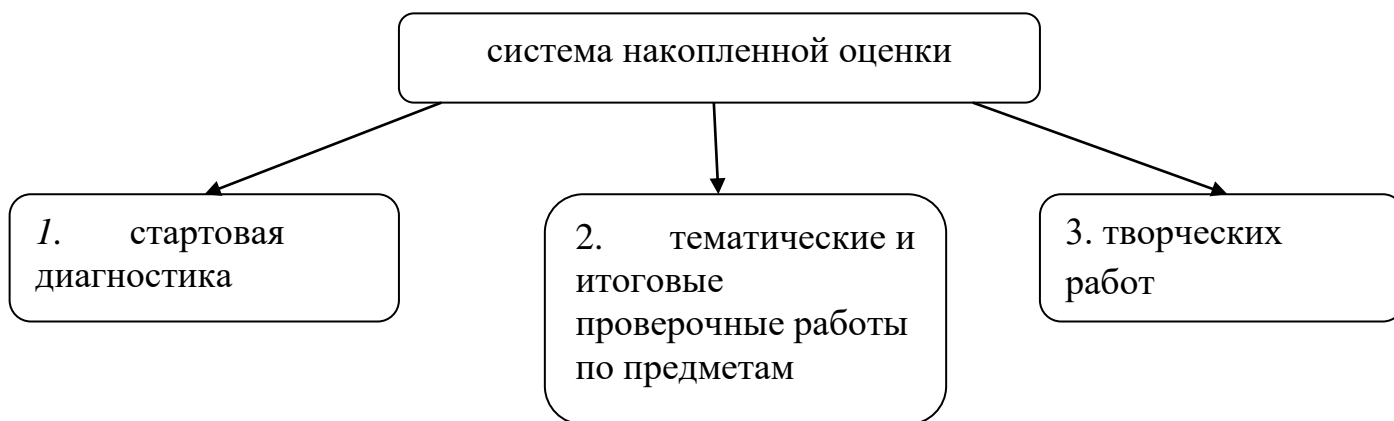 система накопленной оценки
1. стартовая
диагностика
2. тематические и
итоговые
проверочные работы
по предметам
3. творческих
работ